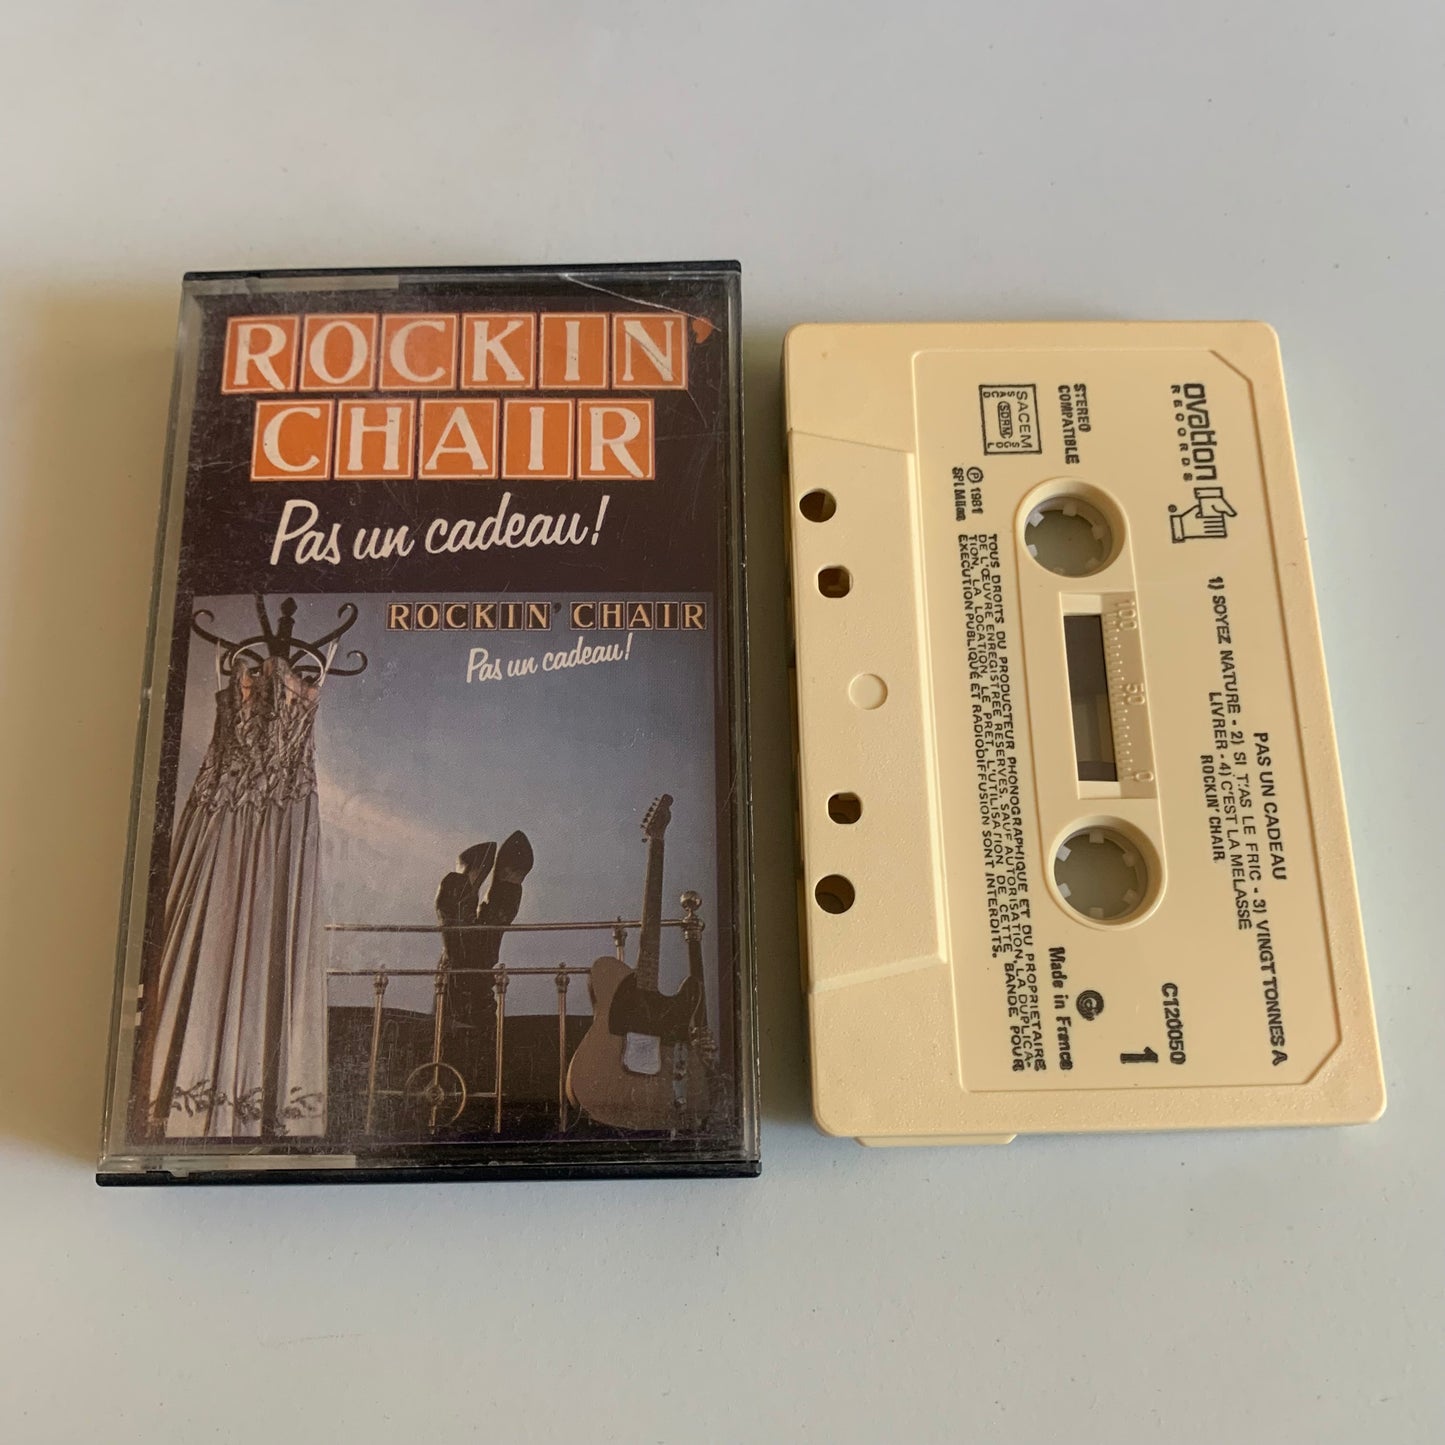 ROCKIN'
CHAIR
Pas un cadeau!
ROCKIN' CHAIR
Pas un cadeau!
ovation
RECORDS
PAS UN CADEAU
1) SOYEZ NATURE - 2) SI T'AS LE FRIC - 3) VINGT TONNES A
LIVRER - 4) C'EST LA MELASSE
ROCKIN' CHAIR
C120050
1
STEREO
COMPATIBLE
SACEM
SACD
SDRM
SGDL
100
50
0
Made in France
Ⓟ 1981
SPI Milan
TOUS DROITS DU PRODUCTEUR PHONOGRAPHIQUE ET DU PROPRIETAIRE
DE L'ŒUVRE ENREGISTREE RESERVES. SAUF AUTORISATION, LA DUPLICA-
TION, LA LOCATION, LE PRET, L'UTILISATION DE CETTE BANDE POUR
EXECUTION PUBLIQUE ET RADIODIFFUSION SONT INTERDITS.